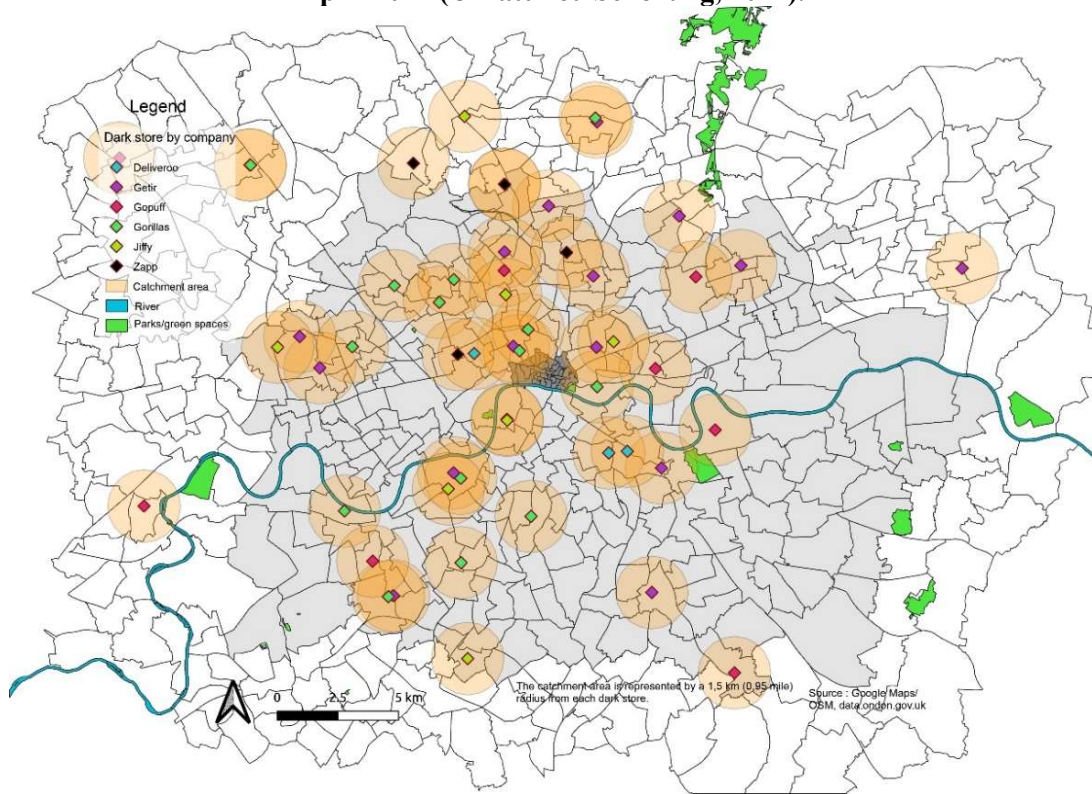 Legend
Dark store by company
Deliveroo
Getir
Gopuff
Gorillas
Jiffy
Zapp
Catchment area
River
Parks/green spaces
0 2.5 5 km
The catchment area is represented by a 1,5 km (0,95 mile)
radius from each dark store.
Source : Google Maps/
OSM, data.ondon.gov.uk